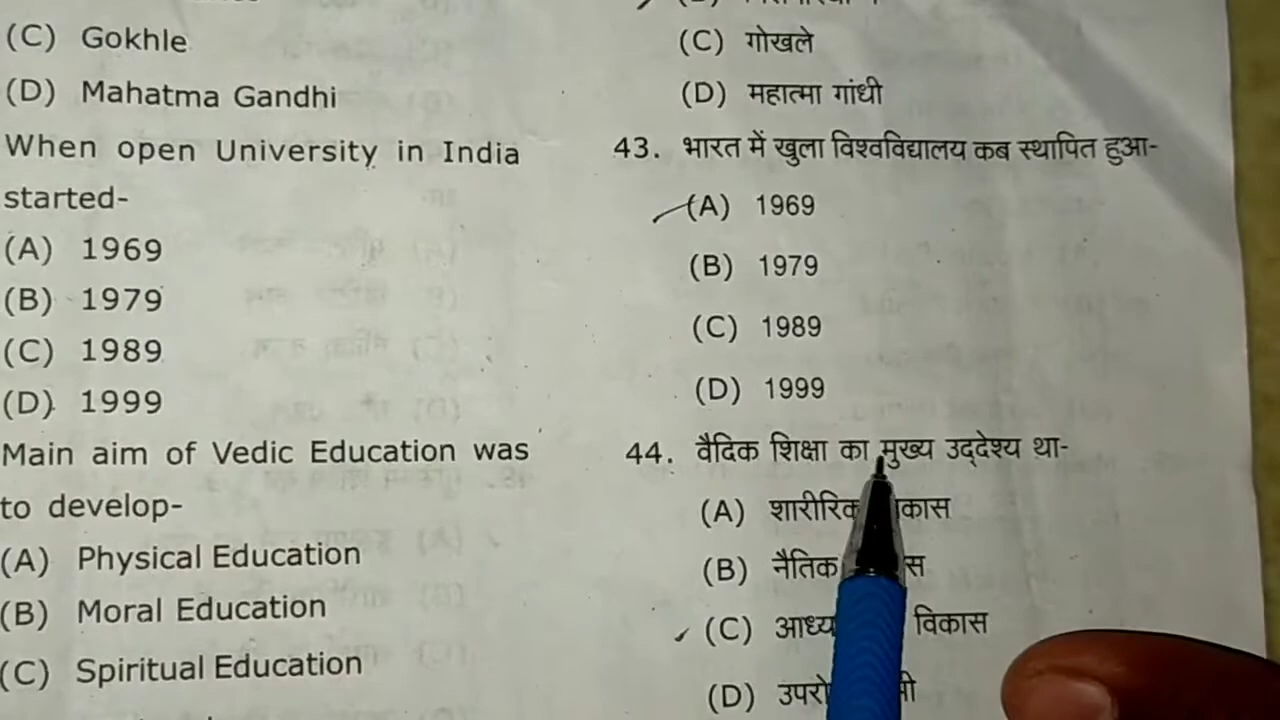 (C) Gokhle
(D) Mahatma Gandhi
When open University in India
started-
(A) 1969
(B) 1979
(C) 1989
(D) 1999
Main aim of Vedic Education was
to develop-
(A) Physical Education
(B) Moral Education
(C) Spiritual Education
(C) गोखले
(D) महात्मा गांधी
43. भारत में खुला विश्वविद्यालय कब स्थापित हुआ-
(A) 1969
(B) 1979
(C) 1989
(D) 1999
44. वैदिक शिक्षा का मुख्य उद्देश्य था-
(A) शारीरिक
(B) नैतिक
(C) विकास
(D)